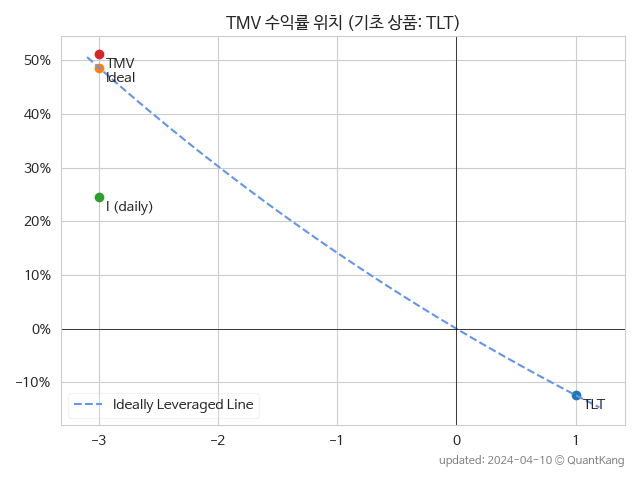 TMV 수익률 위치 (기초 상품: TLT)
50%
40%
30%
20%
10%
0%
−10%
TMV
Ideal
I (daily)
TLT
Ideally Leveraged Line
−3
−2
−1
0
1
updated: 2024-04-10 © QuantKang